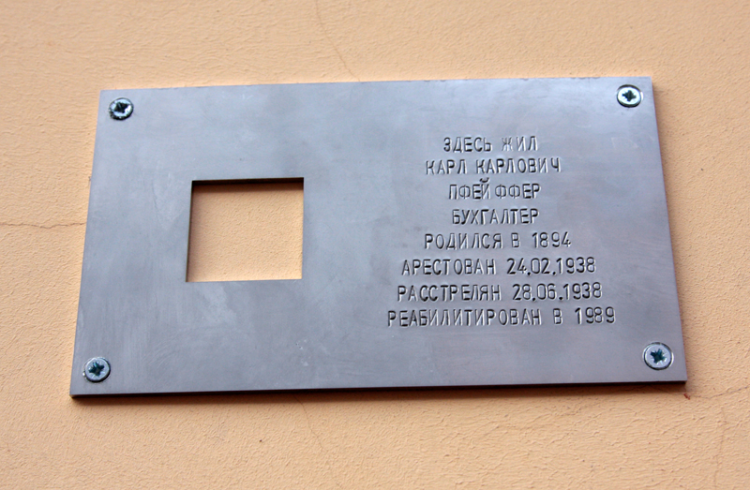 ЗДЕСЬ ЖИЛ
КАРЛ КАРЛОВИЧ
ПФЕЙФФЕР
БУХГАЛТЕР
РОДИЛСЯ В 1894
АРЕСТОВАН 24.02.1938
РАССТРЕЛЯН 28.06.1938
РЕАБИЛИТИРОВАН В 1989